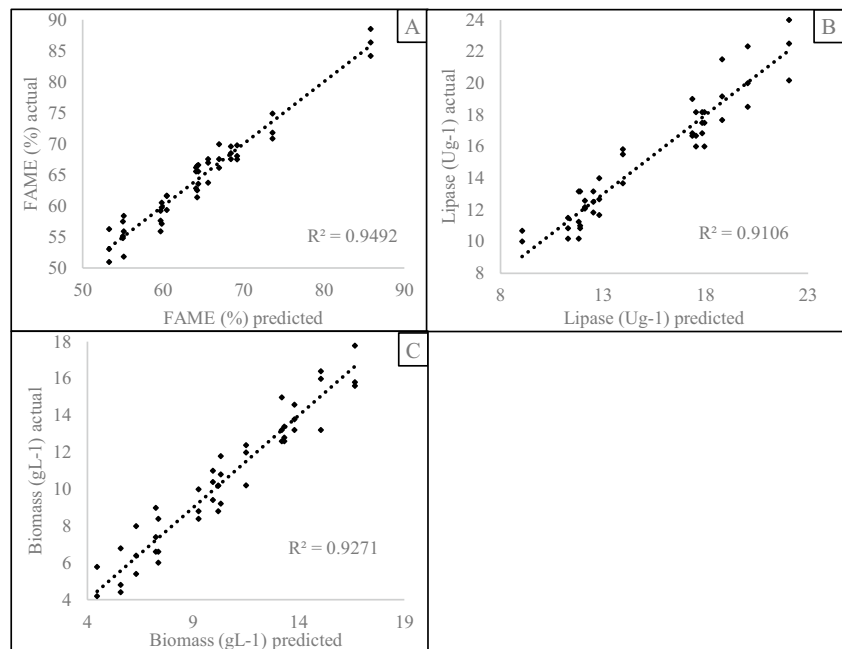 A
90
85
80
75
70
65
60
55
50
FAME (%) actual
R² = 0.9492
50 60 70 80 90
FAME (%) predicted
B
24
22
20
18
16
14
12
10
8
Lipase (Ug-1) actual
R² = 0.9106
8 13 18 23
Lipase (Ug-1) predicted
C
18
16
14
12
10
8
6
4
Biomass (gL-1) actual
R² = 0.9271
4 9 14 19
Biomass (gL-1) predicted